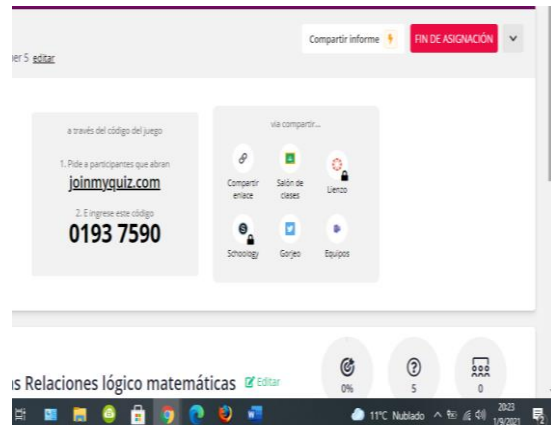 Compartir informe
FIN DE ASIGNACIÓN
er 5 editar
a través del código del juego
1. Pide a participantes que abran
joinmyquiz.com
2. E ingrese este código
0193 7590
via compartir...
Compartir enlace
Salón de clases
Lienzo
Schoology
Gorjeo
Equipos
as Relaciones lógico matemáticas
Editar
0%
5
0
11°C Nublado
20:23
1/9/2021